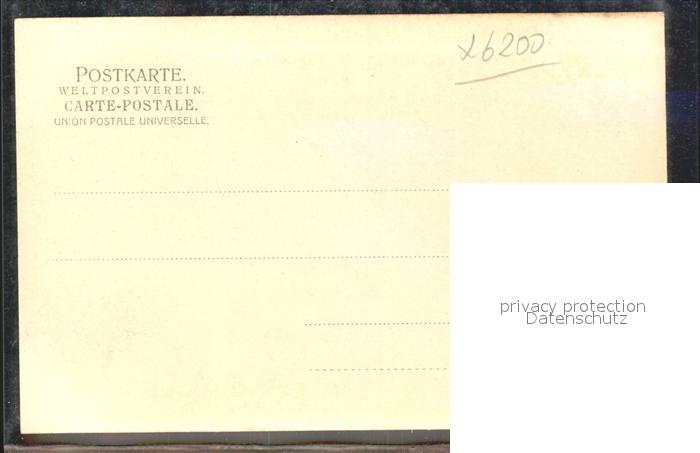 x6200
POSTKARTE.
WELTPOSTVEREIN.
CARTE-POSTALE.
UNION POSTALE UNIVERSELLE.
privacy protection
Datenschutz